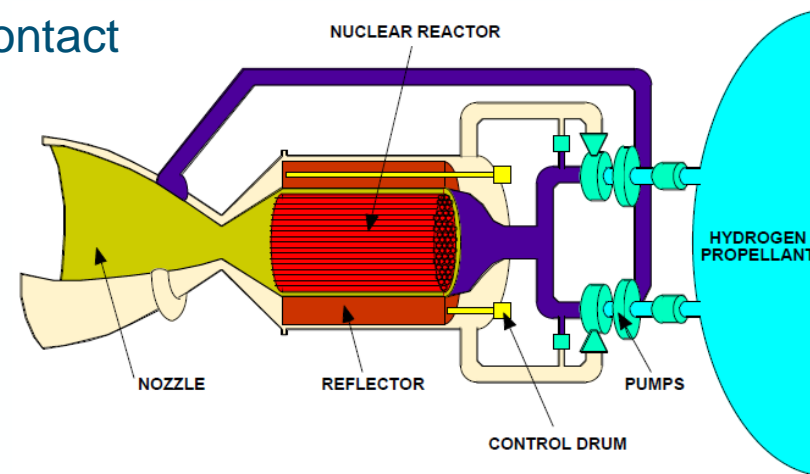 ontact
NUCLEAR REACTOR
HYDROGEN
PROPELLANT
NOZZLE
REFLECTOR
PUMPS
CONTROL DRUM